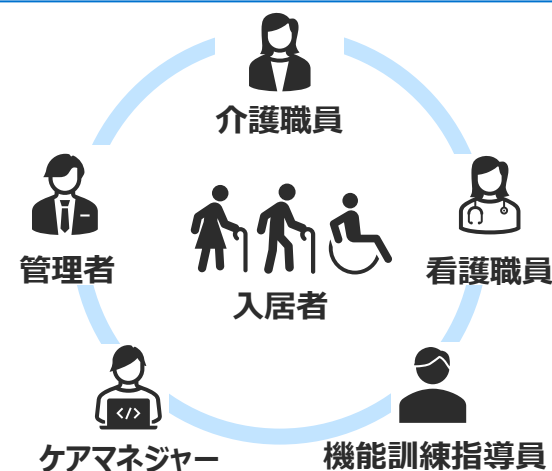 介護職員
管理者
看護職員
入居者
</>
ケアマネジャー
機能訓練指導員